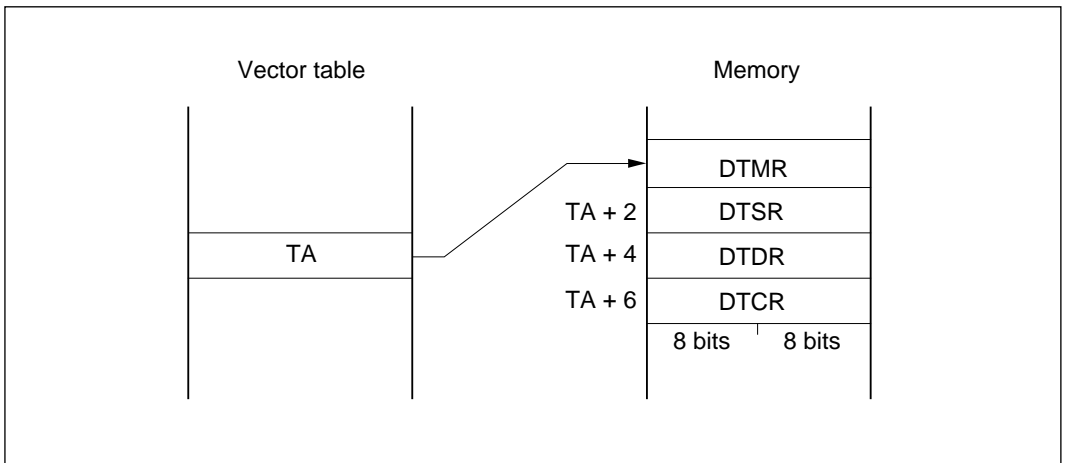 Vector table
Memory
DTMR
TA + 2
DTSR
TA
TA + 4
DTDR
TA + 6
DTCR
8 bits
8 bits